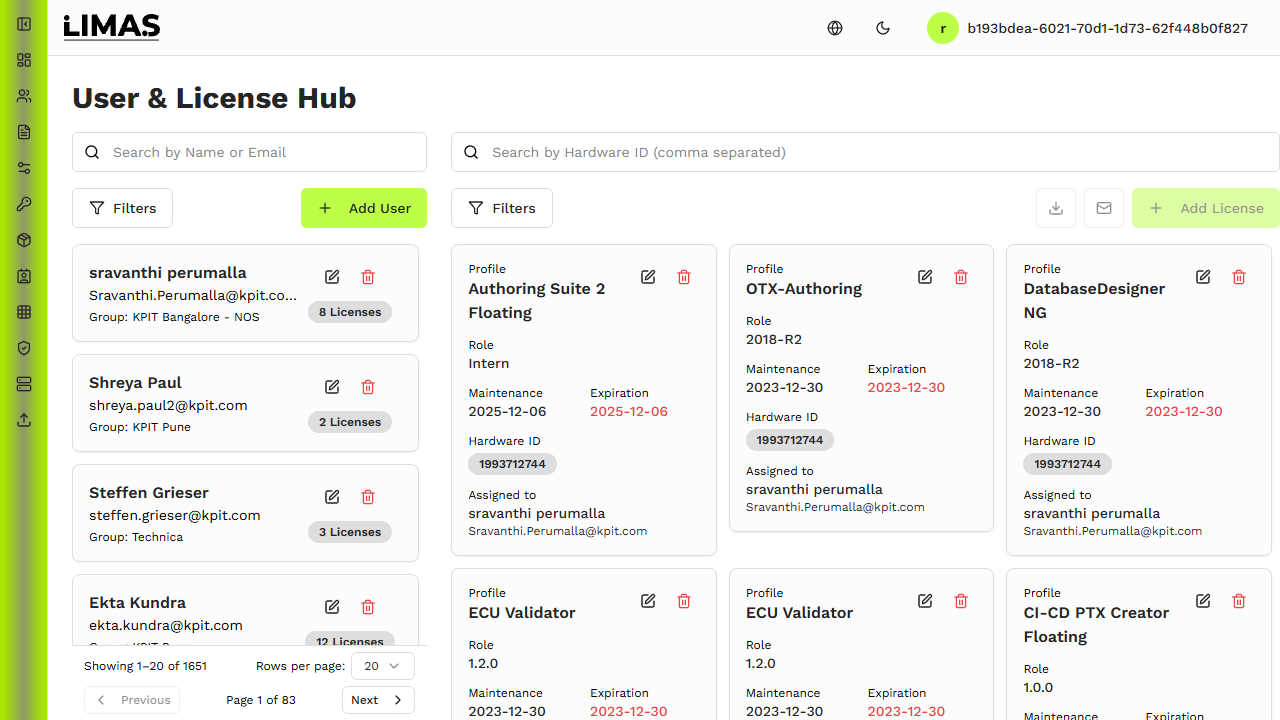 LIMAS
r
b193bdea-6021-70d1-1d73-62f448b0f827
User & License Hub
Search by Name or Email
Search by Hardware ID (comma separated)
Filters
Add User
Filters
Add License
sravanthi perumalla
Sravanthi.Perumalla@kpit.co...
Group: KPIT Bangalore - NOS
8 Licenses
Shreya Paul
shreya.paul2@kpit.com
Group: KPIT Pune
2 Licenses
Steffen Grieser
steffen.grieser@kpit.com
Group: Technica
3 Licenses
Ekta Kundra
ekta.kundra@kpit.com
12 Licenses
Showing 1–20 of 1651
Rows per page:
20
Previous
Page 1 of 83
Next
Profile
Authoring Suite 2
Floating
Role
Intern
Maintenance
Expiration
2025-12-06
2025-12-06
Hardware ID
1993712744
Assigned to
sravanthi perumalla
Sravanthi.Perumalla@kpit.com
Profile
OTX-Authoring
Role
2018-R2
Maintenance
Expiration
2023-12-30
2023-12-30
Hardware ID
1993712744
Assigned to
sravanthi perumalla
Sravanthi.Perumalla@kpit.com
Profile
DatabaseDesigner
NG
Role
2018-R2
Maintenance
Expiration
2023-12-30
2023-12-30
Hardware ID
1993712744
Assigned to
sravanthi perumalla
Sravanthi.Perumalla@kpit.com
Profile
ECU Validator
Role
1.2.0
Maintenance
Expiration
2023-12-30
2023-12-30
Profile
ECU Validator
Role
1.2.0
Maintenance
Expiration
2023-12-30
2023-12-30
Profile
CI-CD PTX Creator
Floating
Role
1.0.0
Maintenance
Expiration